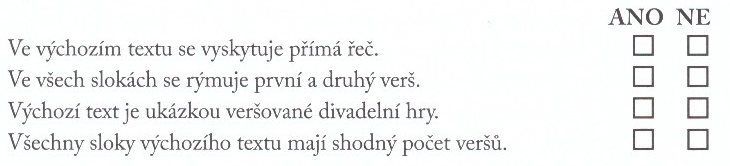 ANO NE
Ve výchozím textu se vyskytuje přímá řeč.
Ve všech slokách se rýmuje první a druhý verš.
Výchozí text je ukázkou veršované divadelní hry.
Všechny sloky výchozího textu mají shodný počet veršů.